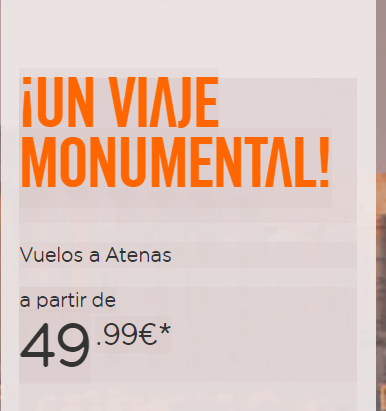 ¡UN VIAJE
MONUMENTAL!
Vuelos a Atenas
a partir de
49.99€*